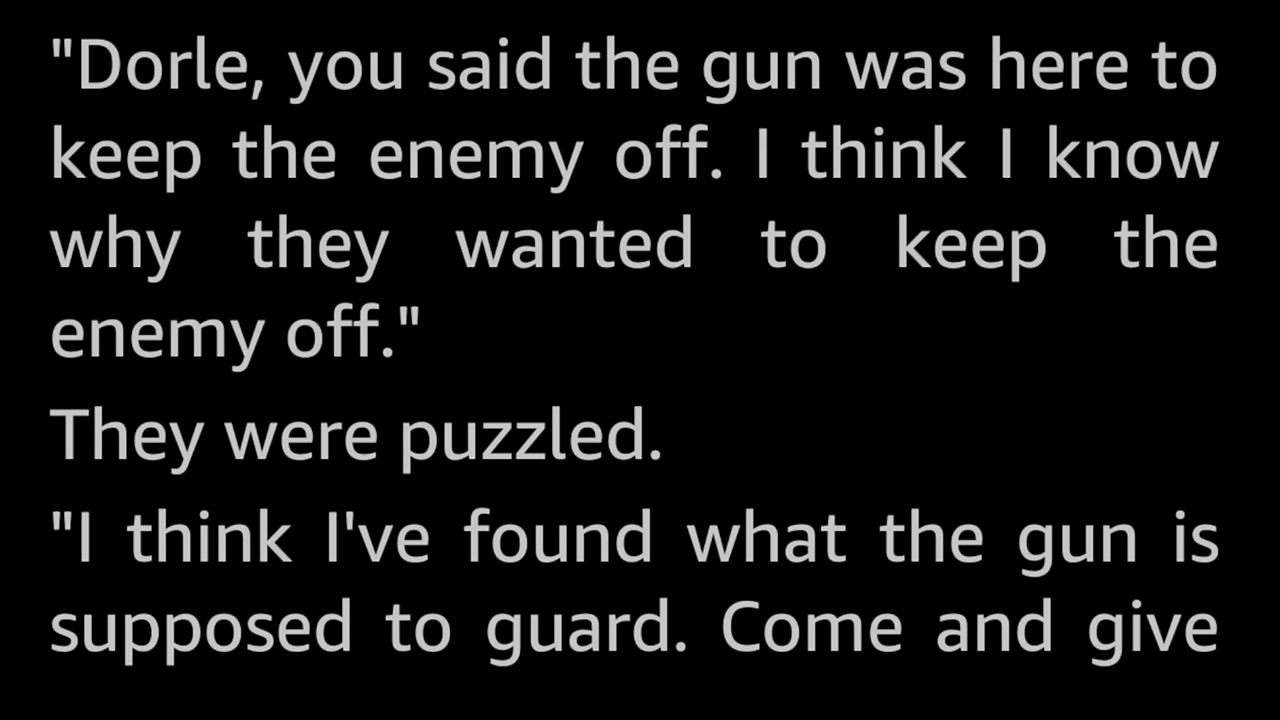 "Dorle, you said the gun was here to
keep the enemy off. I think I know
why they wanted to keep the
enemy off."
They were puzzled.
"I think I've found what the gun is
supposed to guard. Come and give